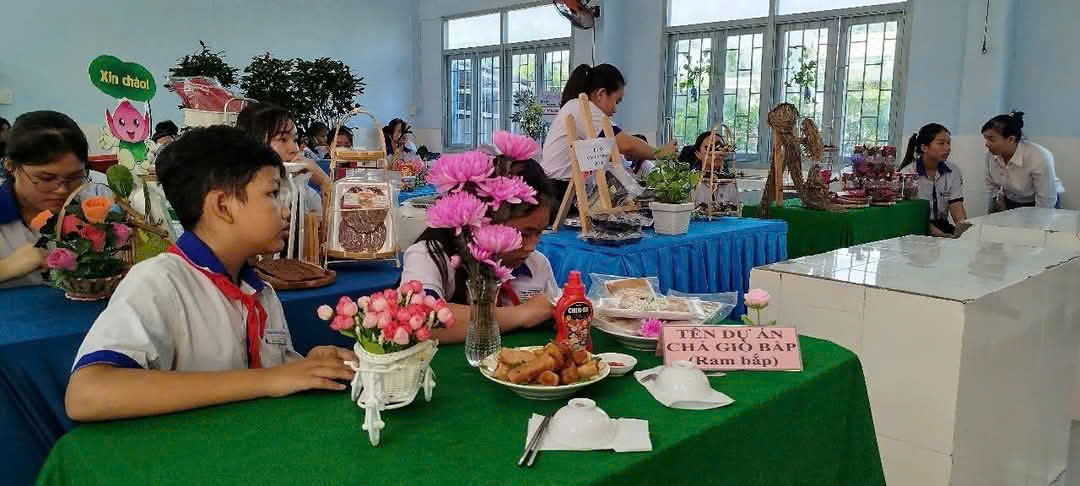 Xin chào!
CHIN-SU
TÊN DỰ ÁN
CHẢ GIÒ BẮP
(Ram bắp)